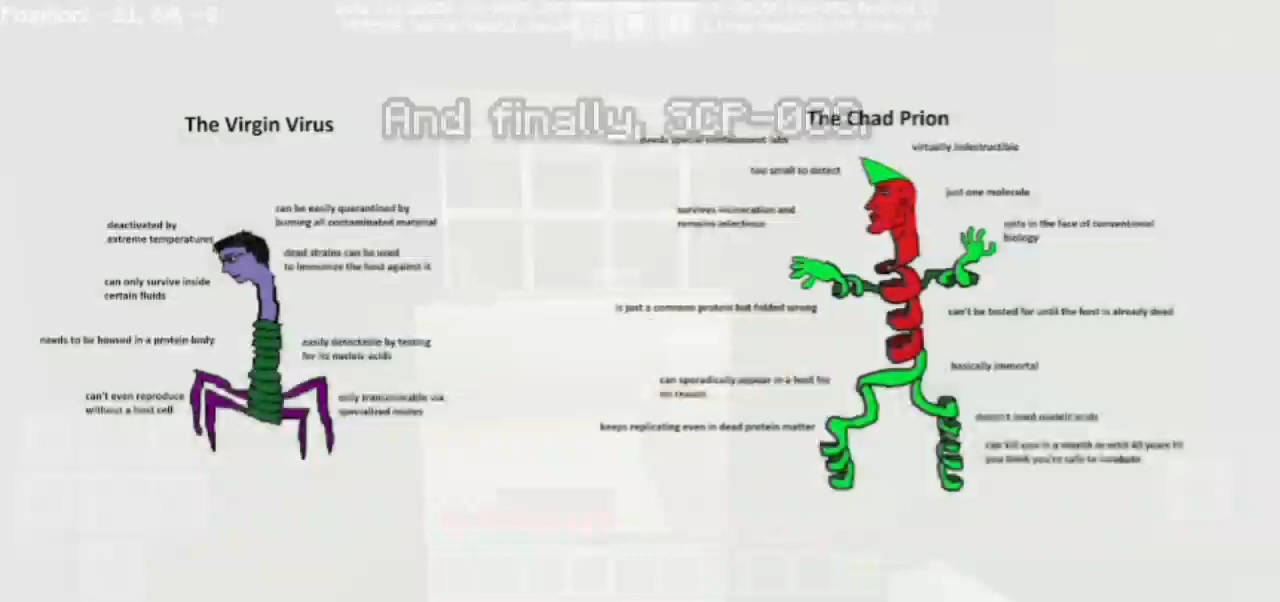 Position: 
And finally, SCP-008,
The Virgin Virus
The Chad Prion
deactivated by
extreme temperatures
can be easily quarantined by
burning all contaminated material
dead strains can be used
to immunize the host against it
can only survive inside
certain fluids
needs to be housed in a protein body
easily detectable by testing
for its nucleic acids
can't even reproduce
without a host cell
only transmissible via
specialized routes
needs special containment labs
virtually indestructible
too small to detect
just one molecule
survives incineration and
remains infectious
spits in the face of conventional
biology
is just a common protein but folded wrong
can't be tested for until the host is already dead
basically immortal
can sporadically appear in a host for
no reason
keeps replicating even in dead protein matter
doesn't need nucleic acids
can kill you in a month or wait 40 years til
you think you're safe to incubate